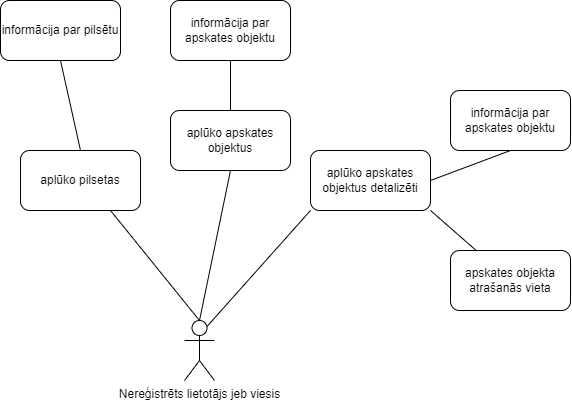 informācija par pilsētu
informācija par
apskates objektu
aplūko apskates
objektus
aplūko pilsetas
aplūko apskates
objektus detalizēti
informācija par
apskates objektu
apskates objekta
atrašanās vieta
Nereģistrēts lietotājs jeb viesis